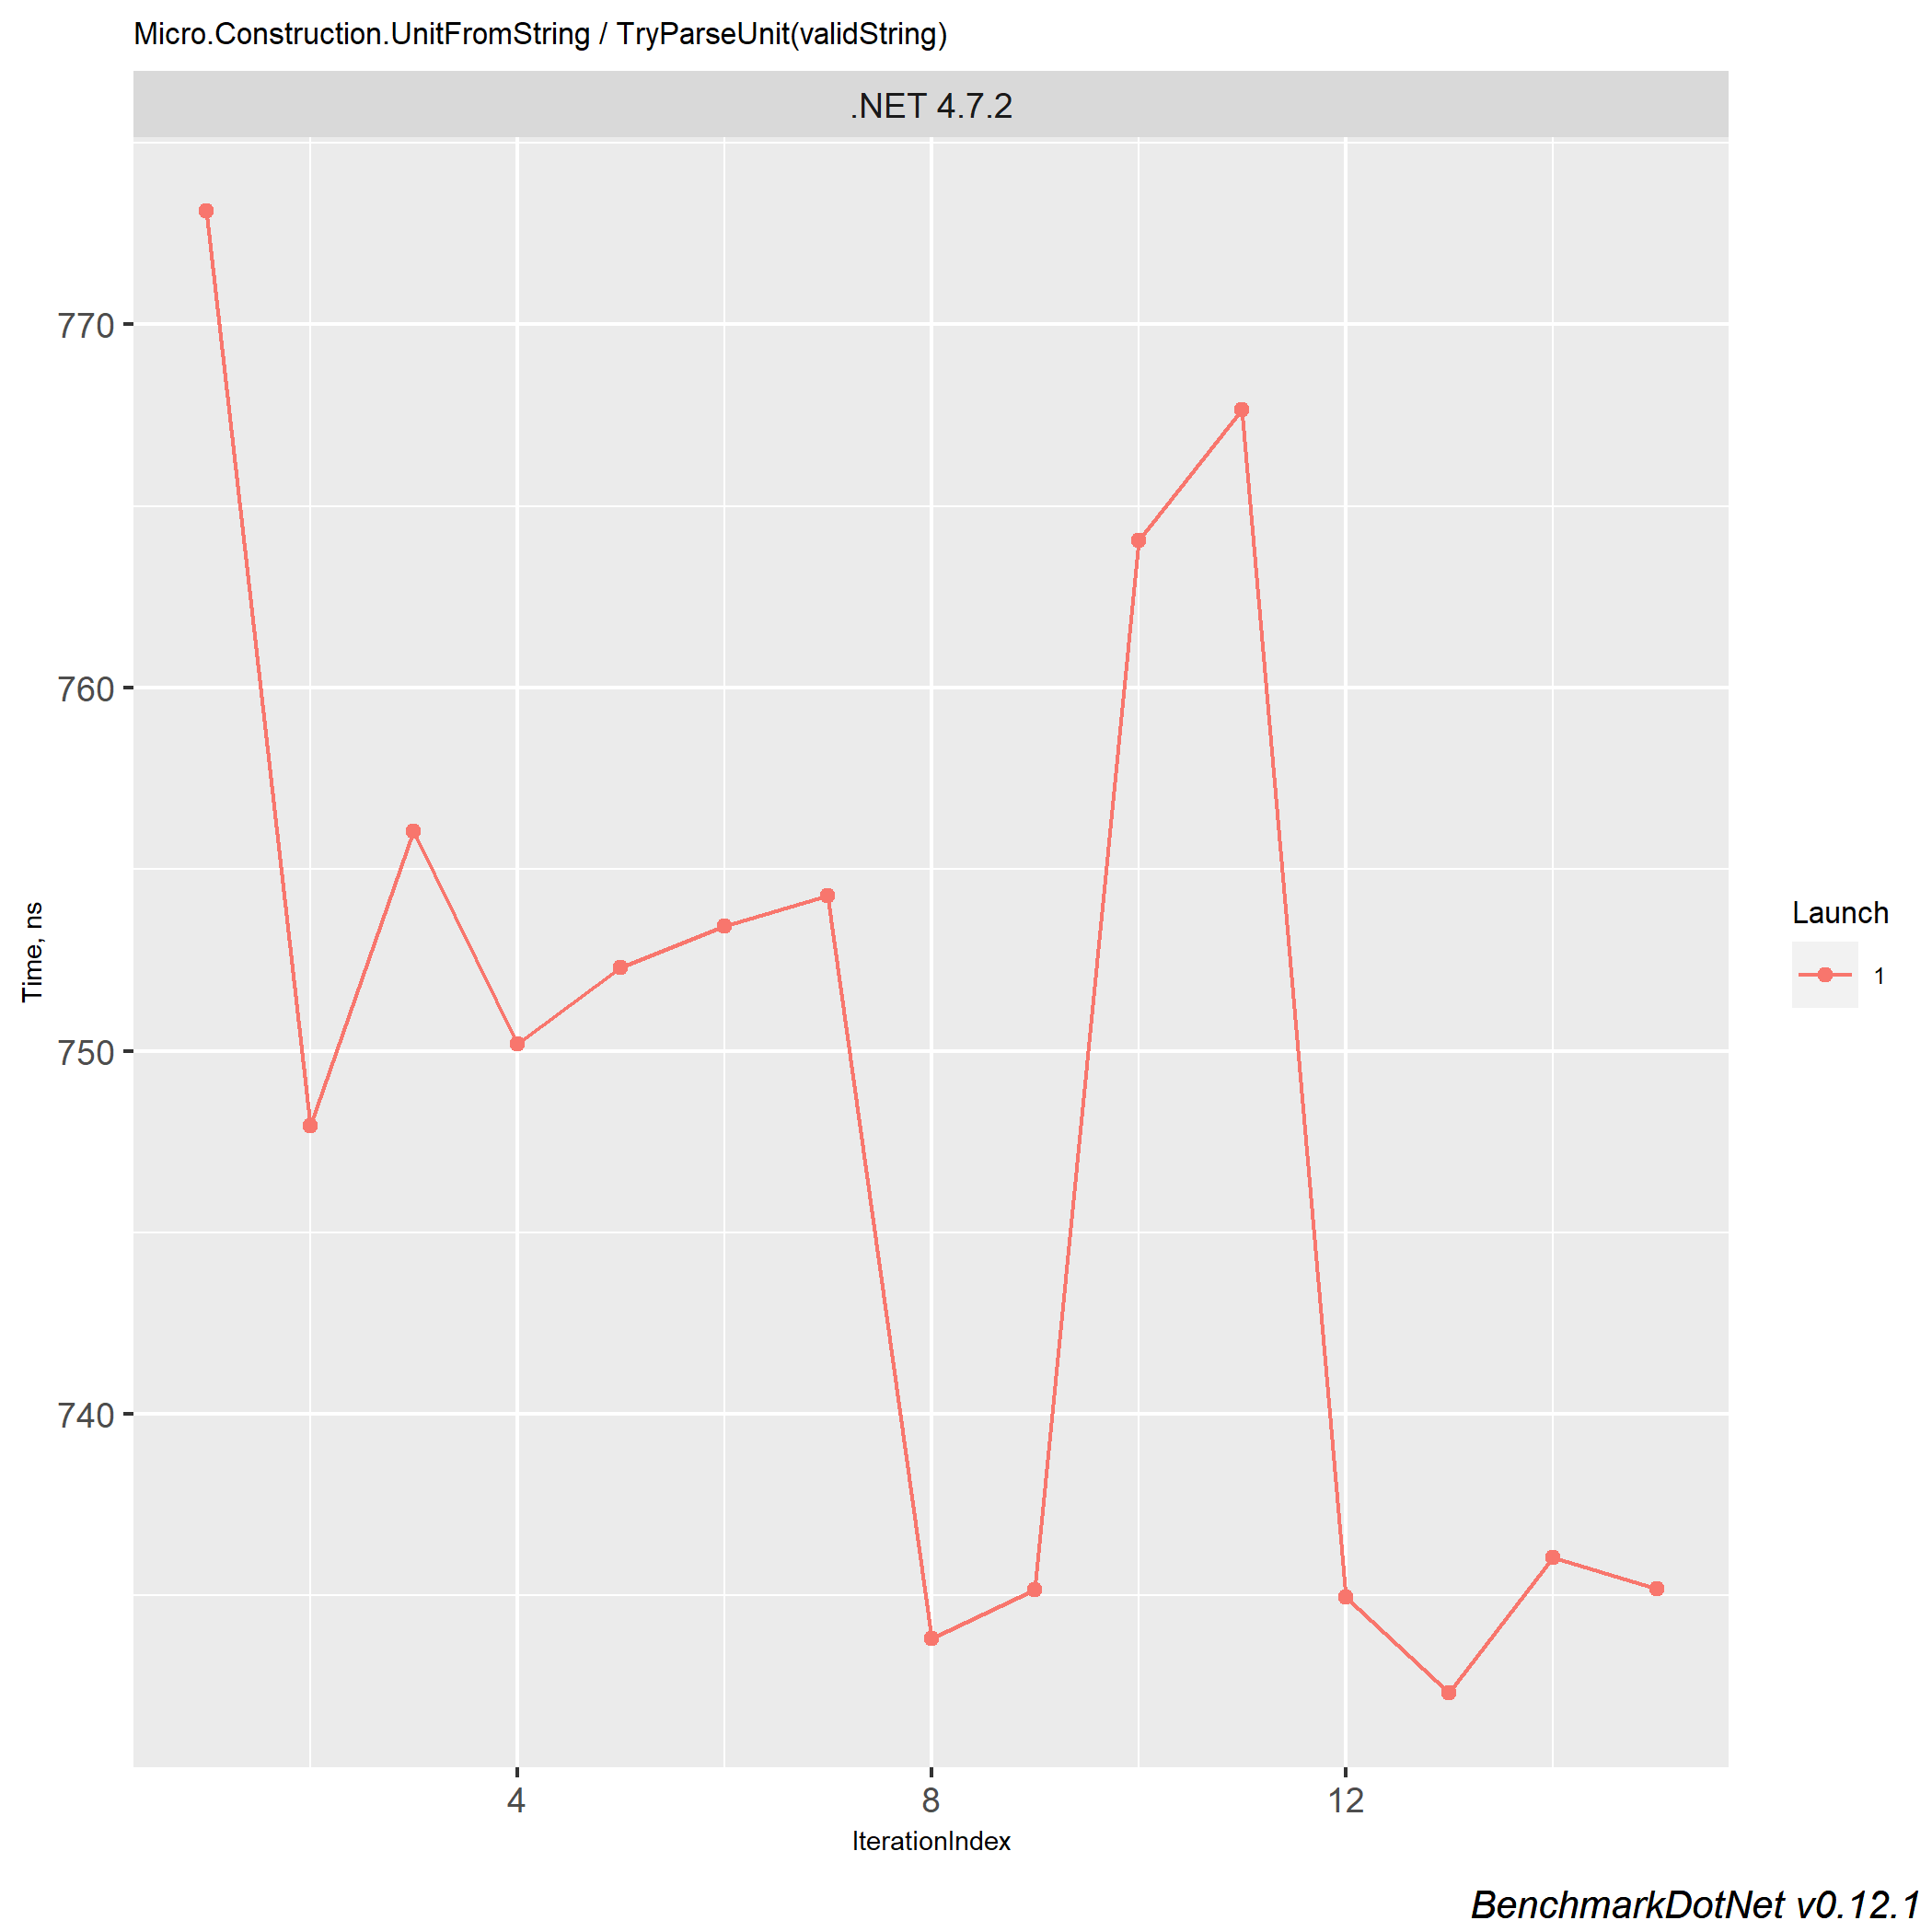 Micro.Construction.UnitFromString / TryParseUnit(validString)
.NET 4.7.2
770
760
750
740
Time, ns
4
8
12
IterationIndex
Launch
1
BenchmarkDotNet v0.12.1